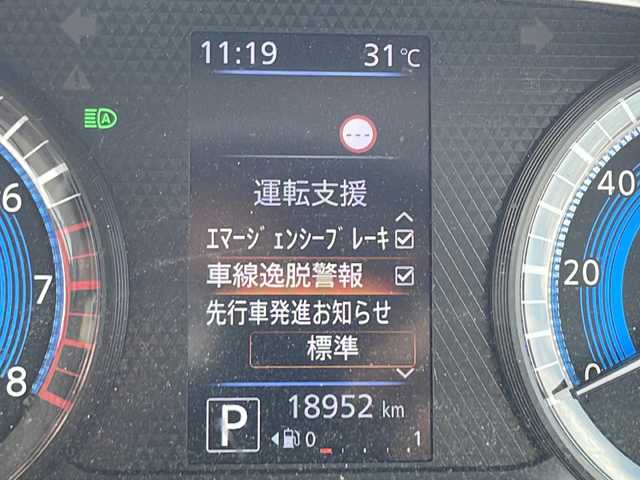 11:19 31℃
---
運転支援
ｴﾏｰｼﾞｪﾝｼｰﾌﾞﾚｰｷ
車線逸脱警報
先行車発進お知らせ
標準
18952 km
P
0 1
A
6
7
8
40
20
0